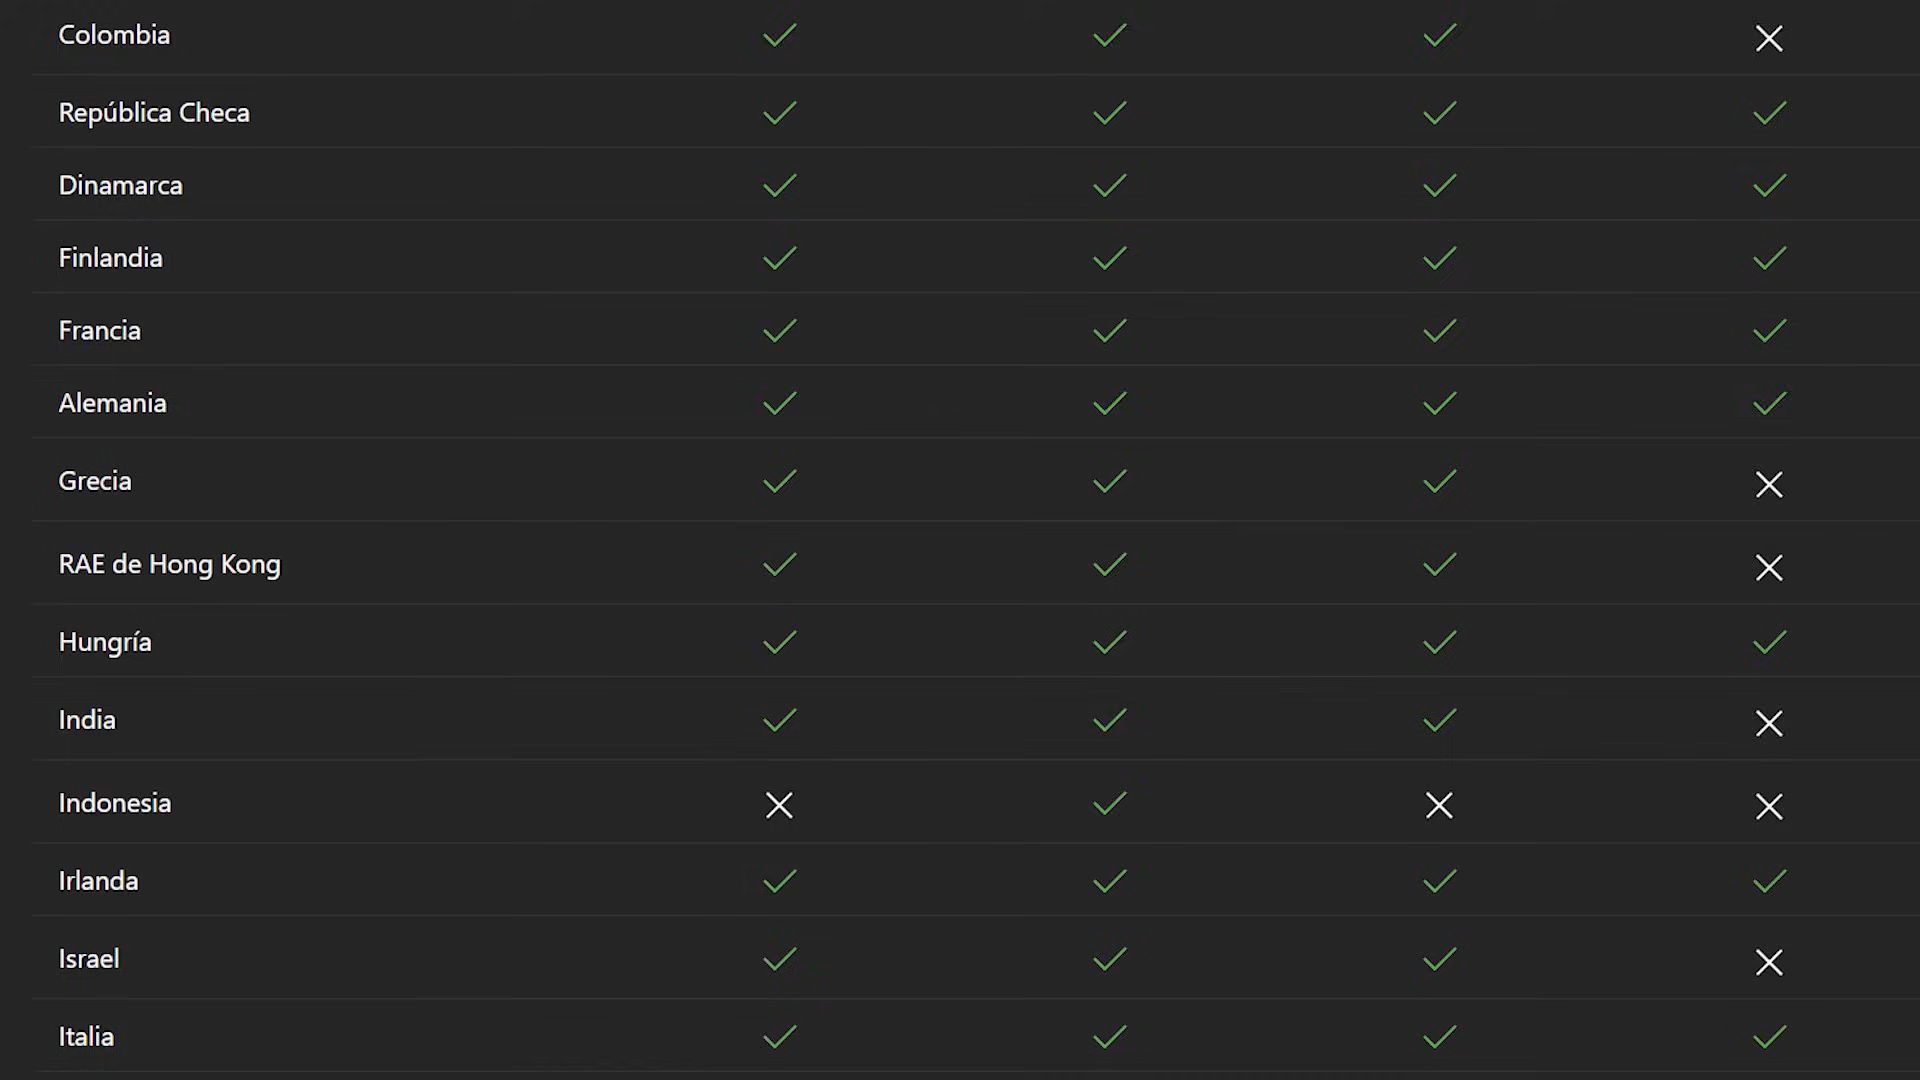 Colombia
República Checa
Dinamarca
Finlandia
Francia
Alemania
Grecia
RAE de Hong Kong
Hungría
India
Indonesia
Irlanda
Israel
Italia